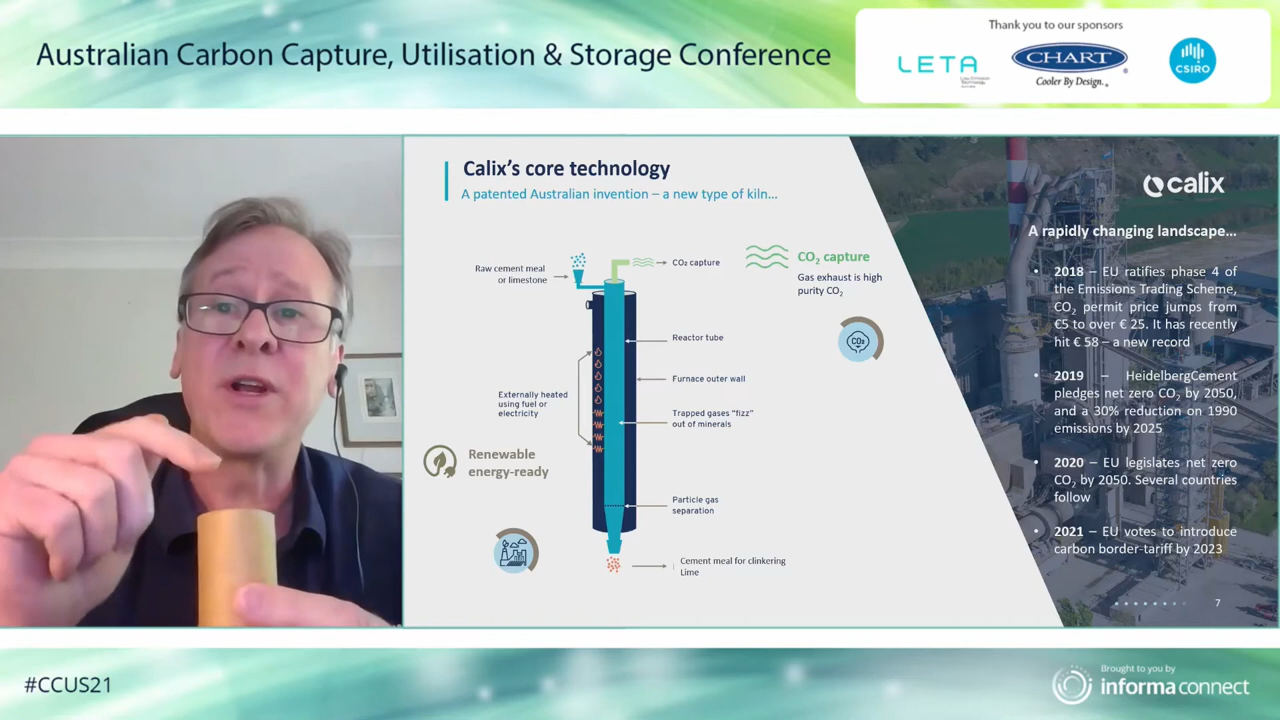 Australian Carbon Capture, Utilisation & Storage Conference
Thank you to our sponsors
LETA
CHART
Cooler By Design.
CSIRO
Calix's core technology
A patented Australian invention – a new type of kiln...
Raw cement meal
or limestone
CO₂ capture
CO₂ capture
Gas exhaust is high
purity CO₂
CO₂
Reactor tube
Furnace outer wall
Externally heated
using fuel or
electricity
Trapped gases "fizz"
out of minerals
Renewable
energy-ready
Particle gas
separation
Cement meal for clinkering
Lime
calix
A rapidly changing landscape...
• 2018 – EU ratifies phase 4 of
the Emissions Trading Scheme,
CO₂ permit price jumps from
€5 to over € 25. It has recently
hit € 58 – a new record
• 2019 – HeidelbergCement
pledges net zero CO₂ by 2050,
and a 30% reduction on 1990
emissions by 2025
• 2020 – EU legislates net zero
CO₂ by 2050. Several countries
follow
• 2021 – EU votes to introduce
carbon border-tariff by 2023
7
#CCUS21
Brought to you by
informa connect